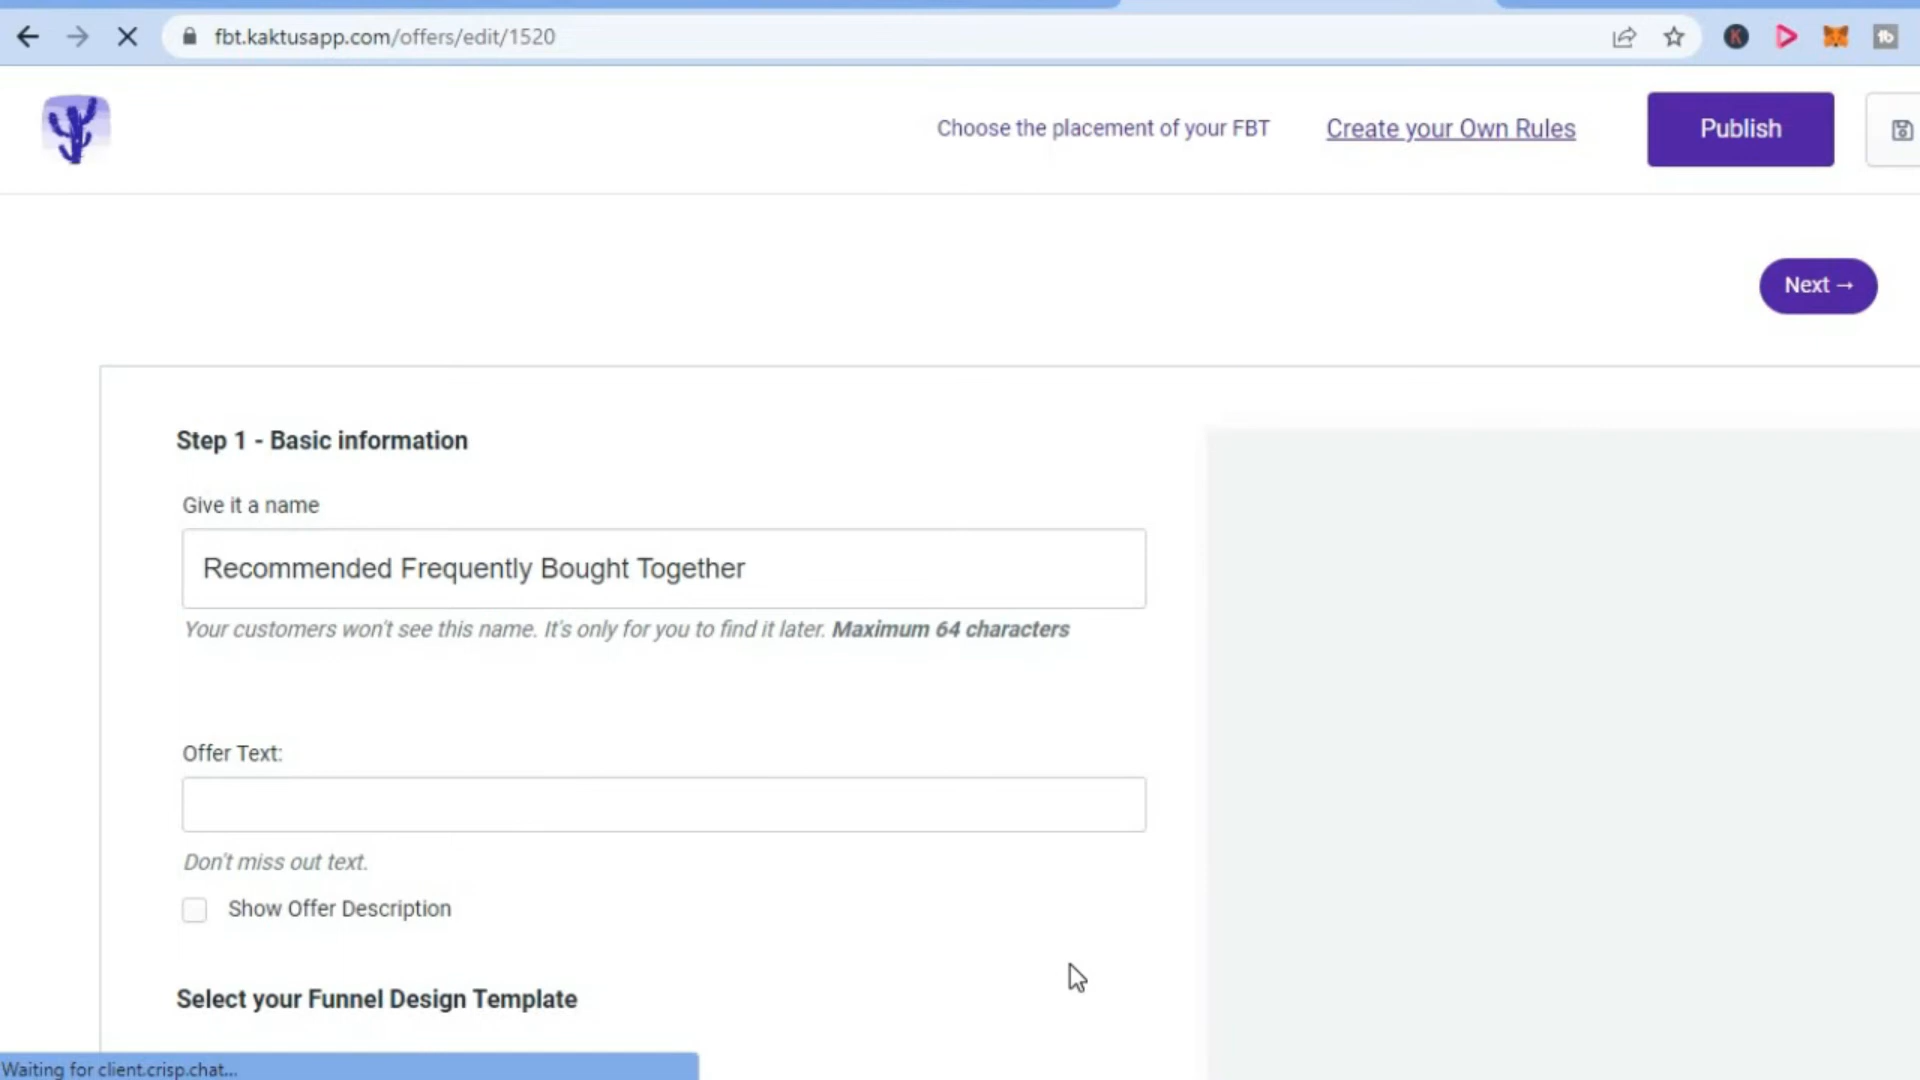 fbt.kaktusapp.com/offers/edit/1520
Choose the placement of your FBT
Create your Own Rules
Publish
Next →
Step 1 - Basic information
Give it a name
Recommended Frequently Bought Together
Your customers won't see this name. It's only for you to find it later. Maximum 64 characters
Offer Text:
Don't miss out text.
Show Offer Description
Select your Funnel Design Template
Waiting for client.crisp.chat...